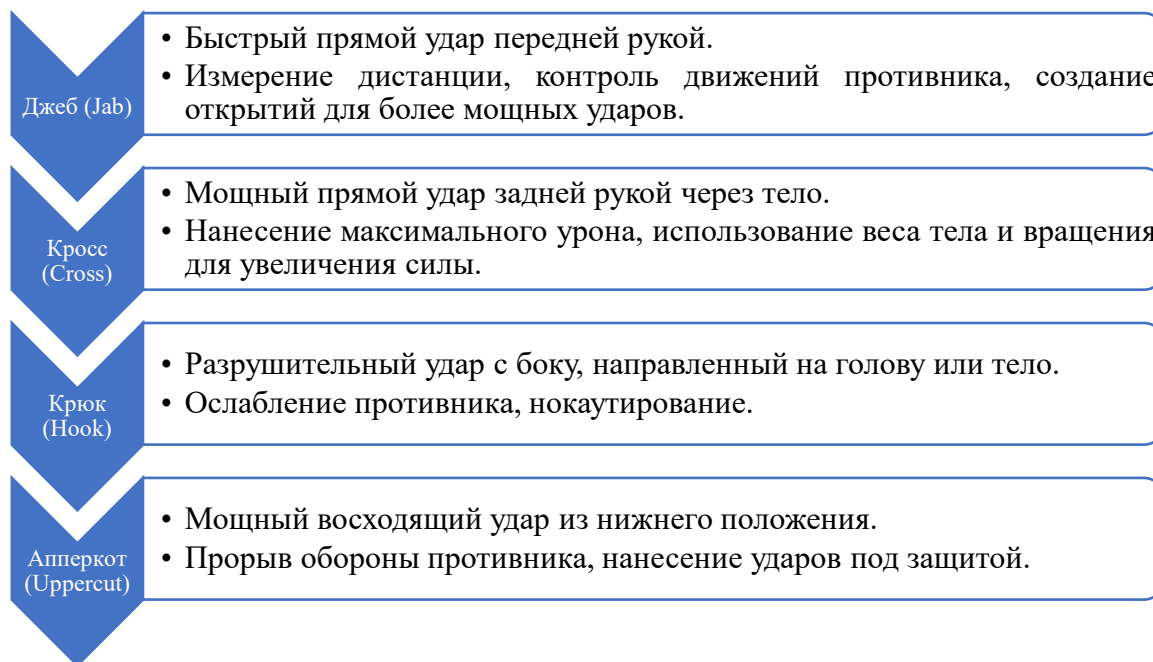 Джеб (Jab)
• Быстрый прямой удар передней рукой.
• Измерение дистанции, контроль движений противника, создание
открытий для более мощных ударов.
Кросс
(Cross)
• Мощный прямой удар задней рукой через тело.
• Нанесение максимального урона, использование веса тела и вращения
для увеличения силы.
Крюк
(Hook)
• Разрушительный удар с боку, направленный на голову или тело.
• Ослабление противника, нокаутирование.
Апперкот
(Uppercut)
• Мощный восходящий удар из нижнего положения.
• Прорыв обороны противника, нанесение ударов под защитой.